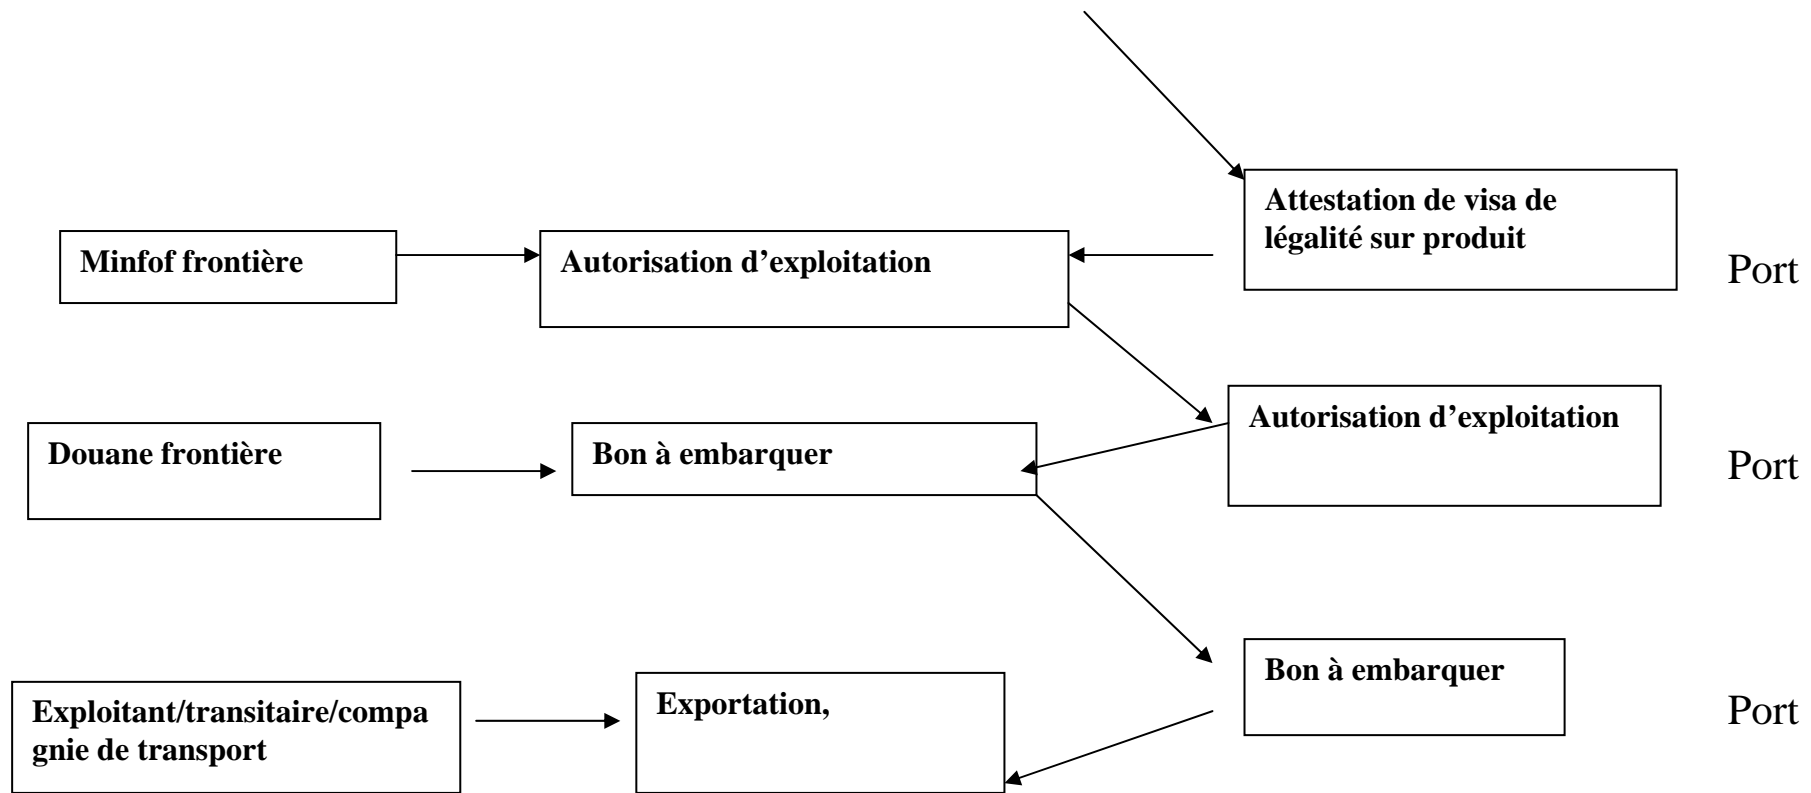 Attestation de visa de
légalité sur produit
Minfof frontière
Autorisation d’exploitation
Port
Douane frontière
Bon à embarquer
Autorisation d’exploitation
Port
Exploitant/transitaire/compa
gnie de transport
Exportation,
Bon à embarquer
Port